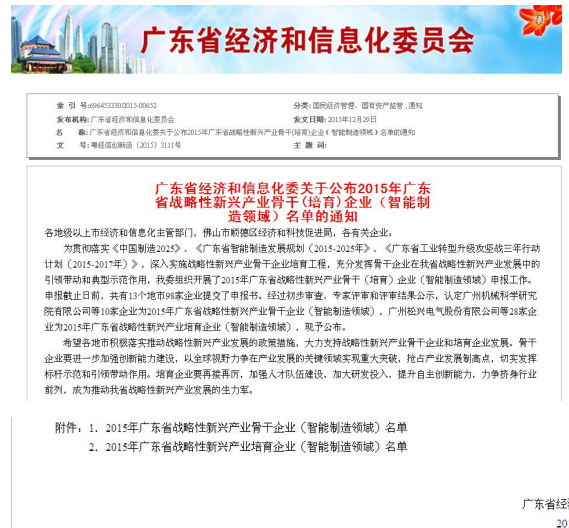 广东省经济和信息化委员会
索 引 号:696453330/2015-00652 分类: 国民经济管理、国有资产监管 ; 通知
发布机构: 广东省经济和信息化委员会 发文日期: 2015年12月29日
名 称: 广东省经济和信息化委关于公布2015年广东省战略性新兴产业骨干(培育)企业（智能制造领域）名单的通知
文 号: 粤经信创新函〔2015〕3111号 主 题 词:
广东省经济和信息化委关于公布2015年广东
省战略性新兴产业骨干(培育)企业（智能制
造领域）名单的通知
各地级以上市经济和信息化主管部门，佛山市顺德区经济和科技促进局，各有关企业：
为贯彻落实《中国制造2025》、《广东省智能制造发展规划（2015-2025年）、《广东省工业转型升级攻坚战三年行动
计划（2015-2017年）》，深入实施战略性新兴产业骨干企业培育工程，充分发挥骨干企业在我省战略性新兴产业发展中的
引领带动和典型示范作用，我委组织开展了2015年广东省战略性新兴产业骨干（培育）企业（智能制造领域）申报工作。
申报截止日前，共有13个地市98家企业提交了申报书。经过初步审查、专家评审和评审结果公示，认定广州机械科学研究
院有限公司等10家企业为2015年广东省战略性新兴产业骨干企业（智能制造领域），广州松兴电气股份有限公司等28家企
业为2015年广东省战略性新兴产业培育企业（智能制造领域），现予公布。
希望各地市积极落实推动战略性新兴产业发展的政策措施，大力支持战略性新兴产业骨干企业和培育企业发展。骨干
企业要进一步加强创新能力建设，以全球视野力争在产业发展的关键领域实现重大突破，抢占产业发展制高点，切实发挥
标杆示范和引领带动作用。培育企业要再接再厉，加强人才队伍建设，加大研发投入，提升自主创新能力，力争跻身行业
前列，成为推动我省战略性新兴产业发展的生力军。
附件：1．2015年广东省战略性新兴产业骨干企业（智能制造领域）名单
2．2015年广东省战略性新兴产业培育企业（智能制造领域）名单
广东省经
20